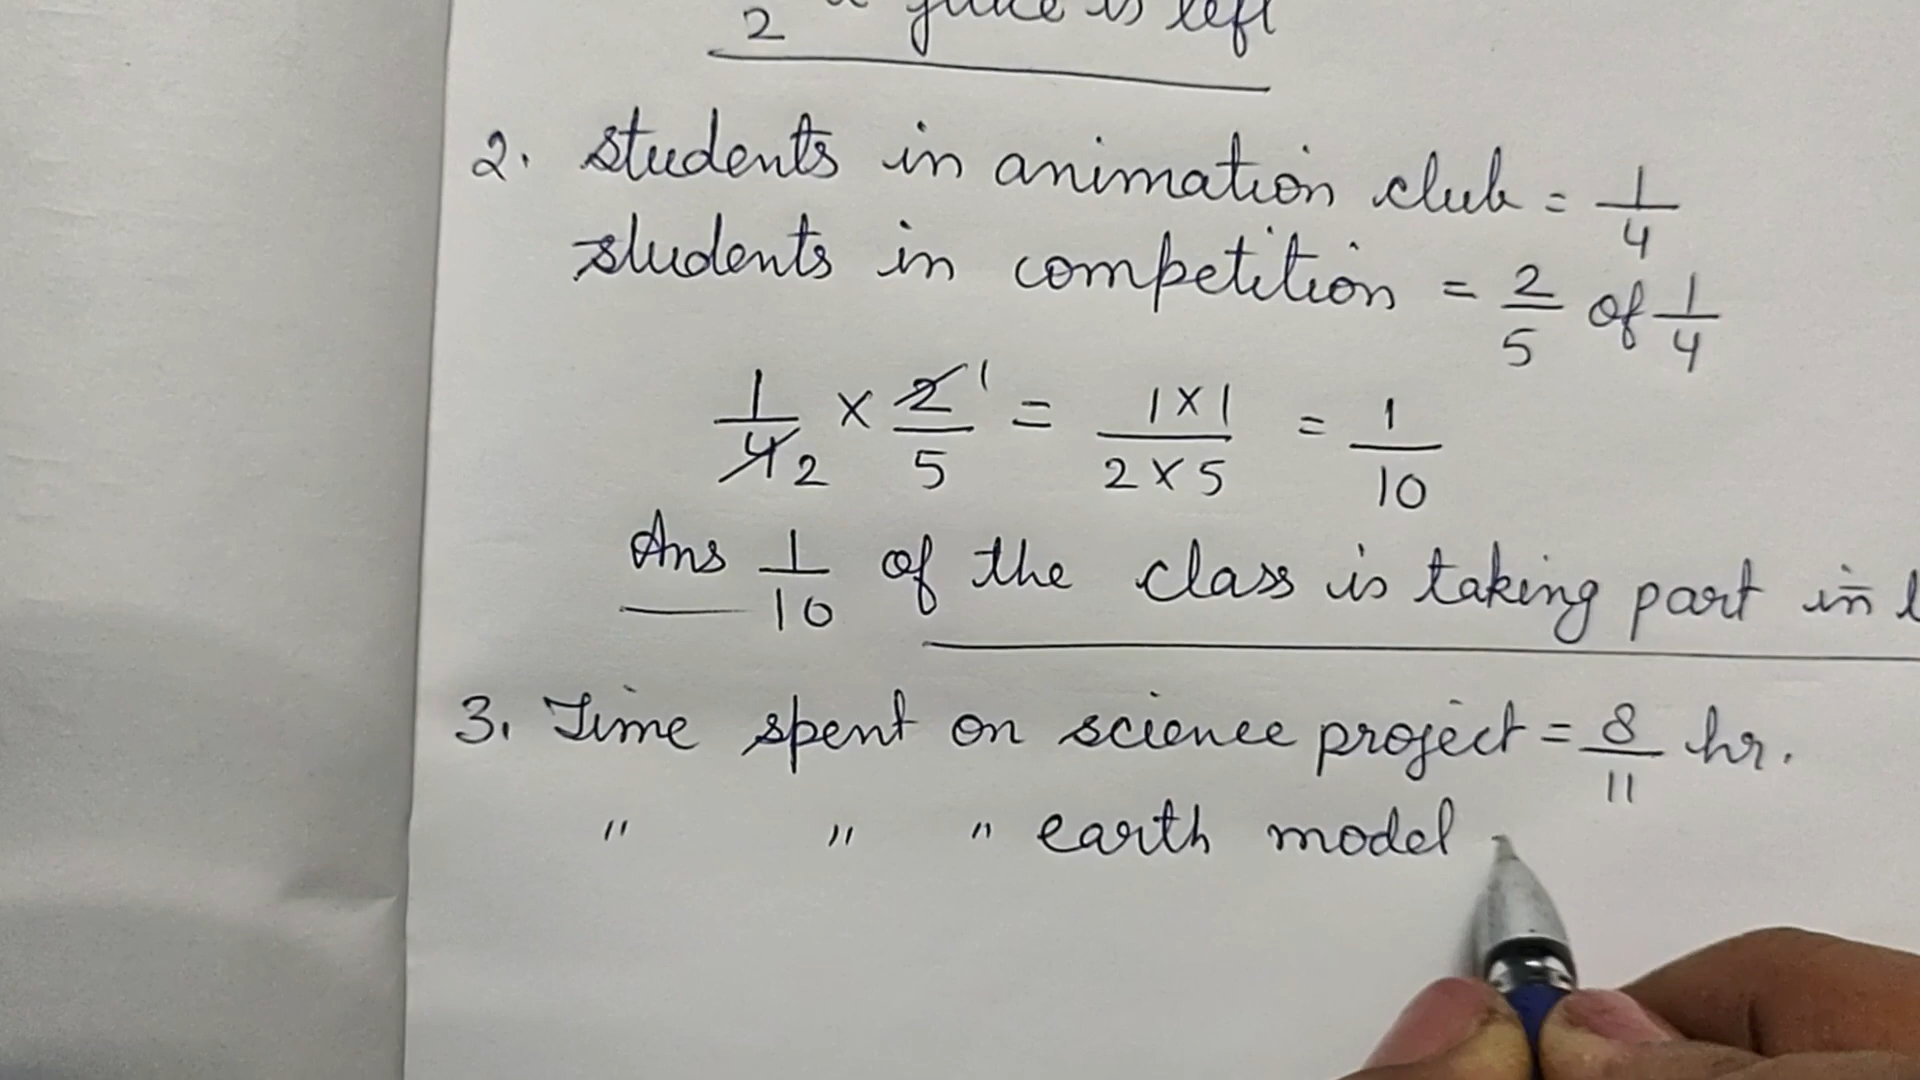 2 is left
2. students in animation club = 1/4
students in competition = 2/5 of 1/4
1/4 2 × 2/5 1 = 1×1/2×5 = 1/10
Ans 1/10 of the class is taking part in
3. Time spent on science project = 8/11 hr.
" " " earth model